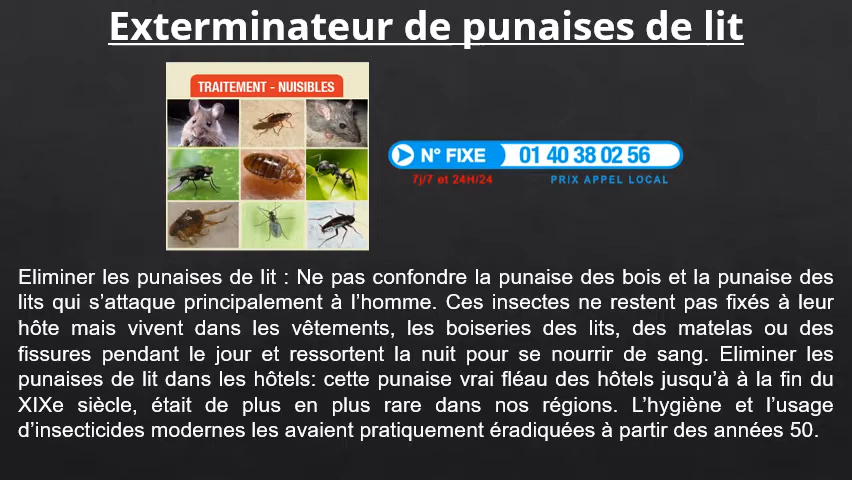 Exterminateur de punaises de lit
TRAITEMENT - NUISIBLES
N° FIXE 01 40 38 02 56
7j/7 et 24H/24 PRIX APPEL LOCAL
Eliminer les punaises de lit : Ne pas confondre la punaise des bois et la punaise des
lits qui s’attaque principalement à l’homme. Ces insectes ne restent pas fixés à leur
hôte mais vivent dans les vêtements, les boiseries des lits, des matelas ou des
fissures pendant le jour et ressortent la nuit pour se nourrir de sang. Eliminer les
punaises de lit dans les hôtels: cette punaise vrai fléau des hôtels jusqu’à à la fin du
XIXe siècle, était de plus en plus rare dans nos régions. L’hygiène et l’usage
d’insecticides modernes les avaient pratiquement éradiquées à partir des années 50.